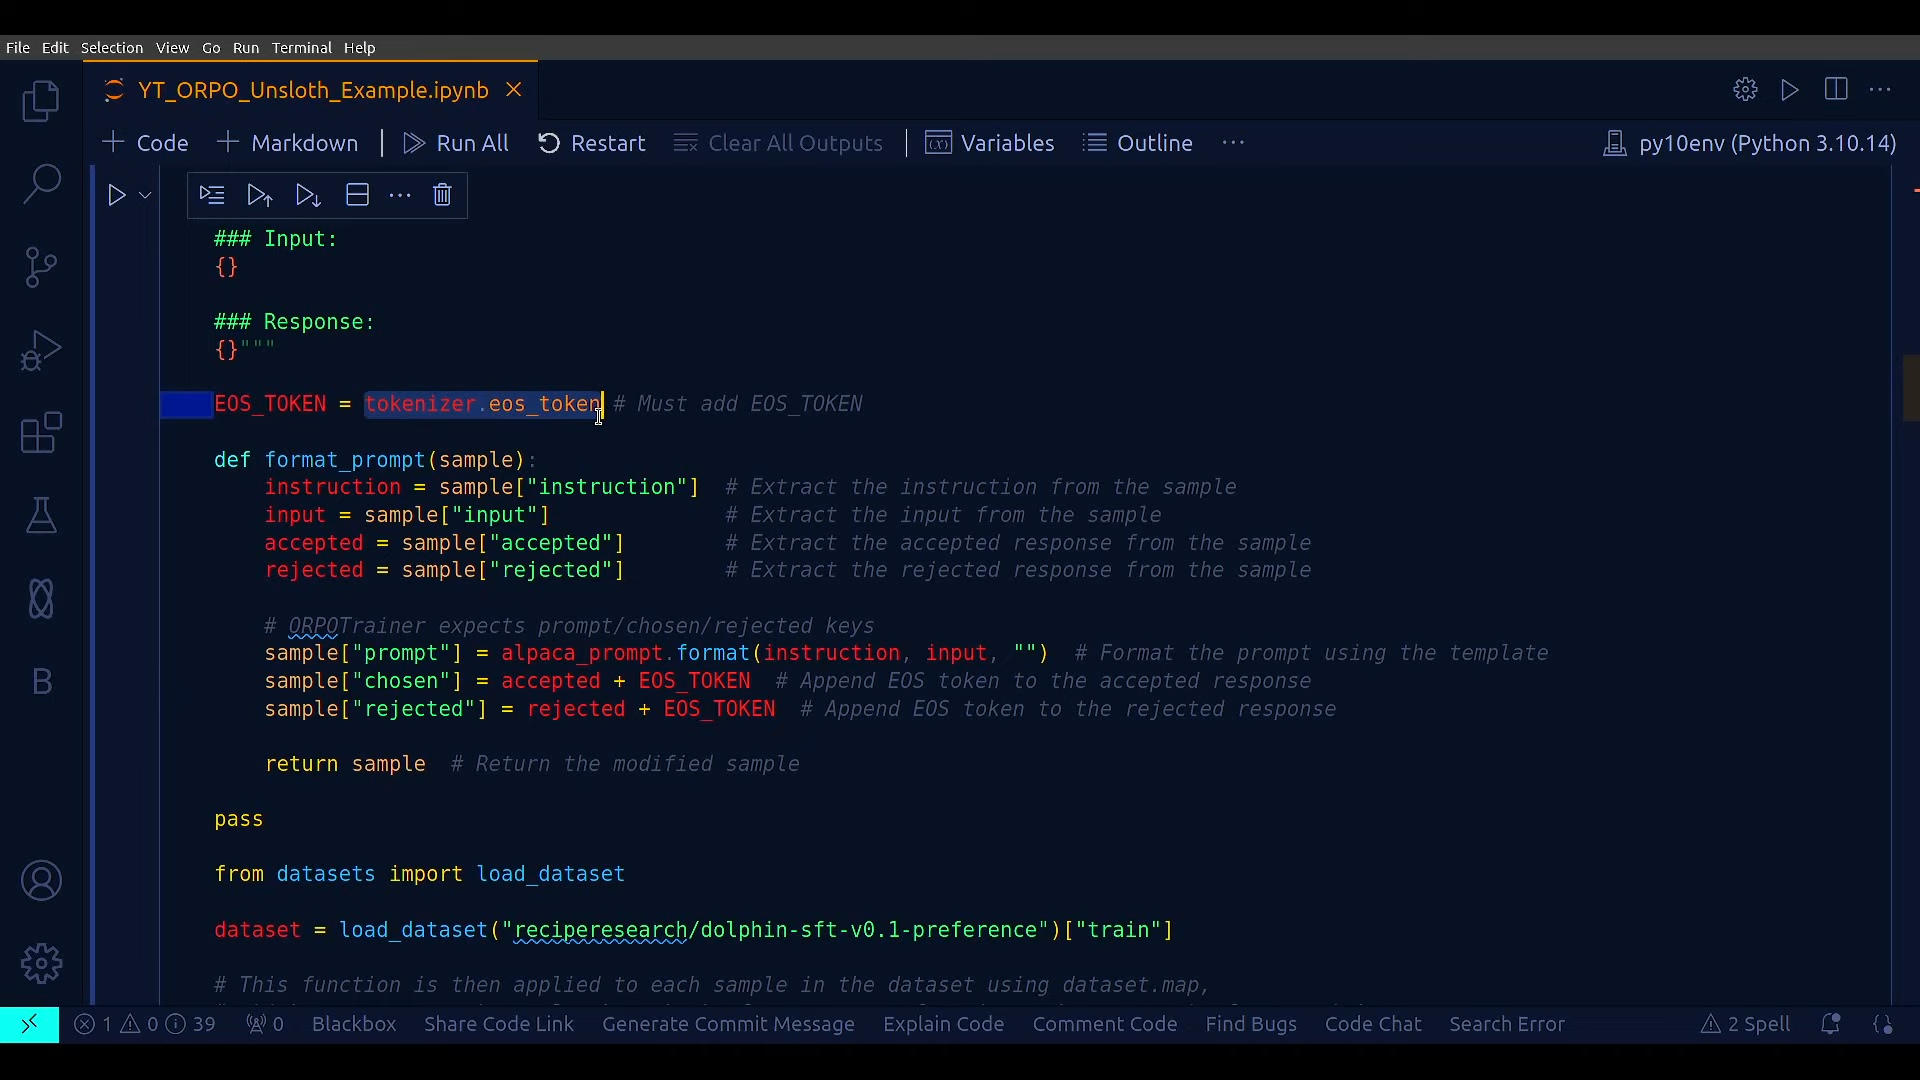 File Edit Selection View Go Run Terminal Help
YT_ORPO_Unsloth_Example.ipynb
Code Markdown Run All Restart Clear All Outputs Variables Outline ... py10env (Python 3.10.14)
### Input:
{}
### Response:
{}"""
EOS_TOKEN = tokenizer.eos_token # Must add EOS_TOKEN
def format_prompt(sample):
instruction = sample["instruction"] # Extract the instruction from the sample
input = sample["input"] # Extract the input from the sample
accepted = sample["accepted"] # Extract the accepted response from the sample
rejected = sample["rejected"] # Extract the rejected response from the sample
# ORPOTrainer expects prompt/chosen/rejected keys
sample["prompt"] = alpaca_prompt.format(instruction, input, "") # Format the prompt using the template
sample["chosen"] = accepted + EOS_TOKEN # Append EOS token to the accepted response
sample["rejected"] = rejected + EOS_TOKEN # Append EOS token to the rejected response
return sample # Return the modified sample
pass
from datasets import load_dataset
dataset = load_dataset("reciperesearch/dolphin-sft-v0.1-preference")["train"]
# This function is then applied to each sample in the dataset using dataset.map,
1 0 39 0 Blackbox Share Code Link Generate Commit Message Explain Code Comment Code Find Bugs Code Chat Search Error 2 Spell